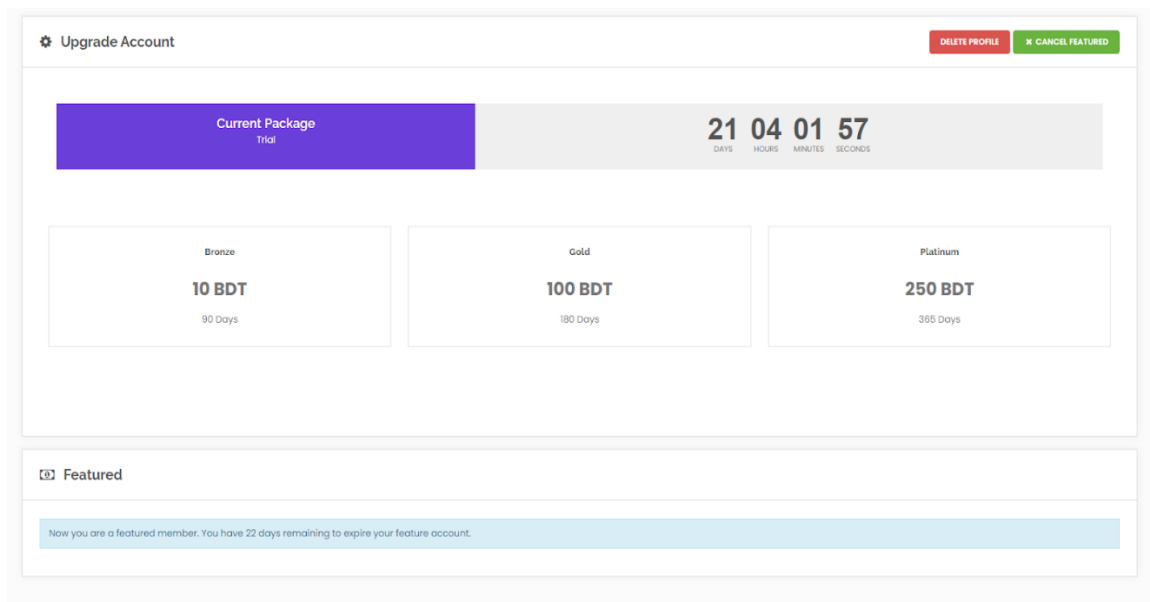 Upgrade Account
DELETE PROFILE
✖ CANCEL FEATURED
Current Package
Trial
21 04 01 57
DAYS HOURS MINUTES SECONDS
Bronze
10 BDT
90 Days
Gold
100 BDT
180 Days
Platinum
250 BDT
365 Days
Featured
Now you are a featured member. You have 22 days remaining to expire your feature account.